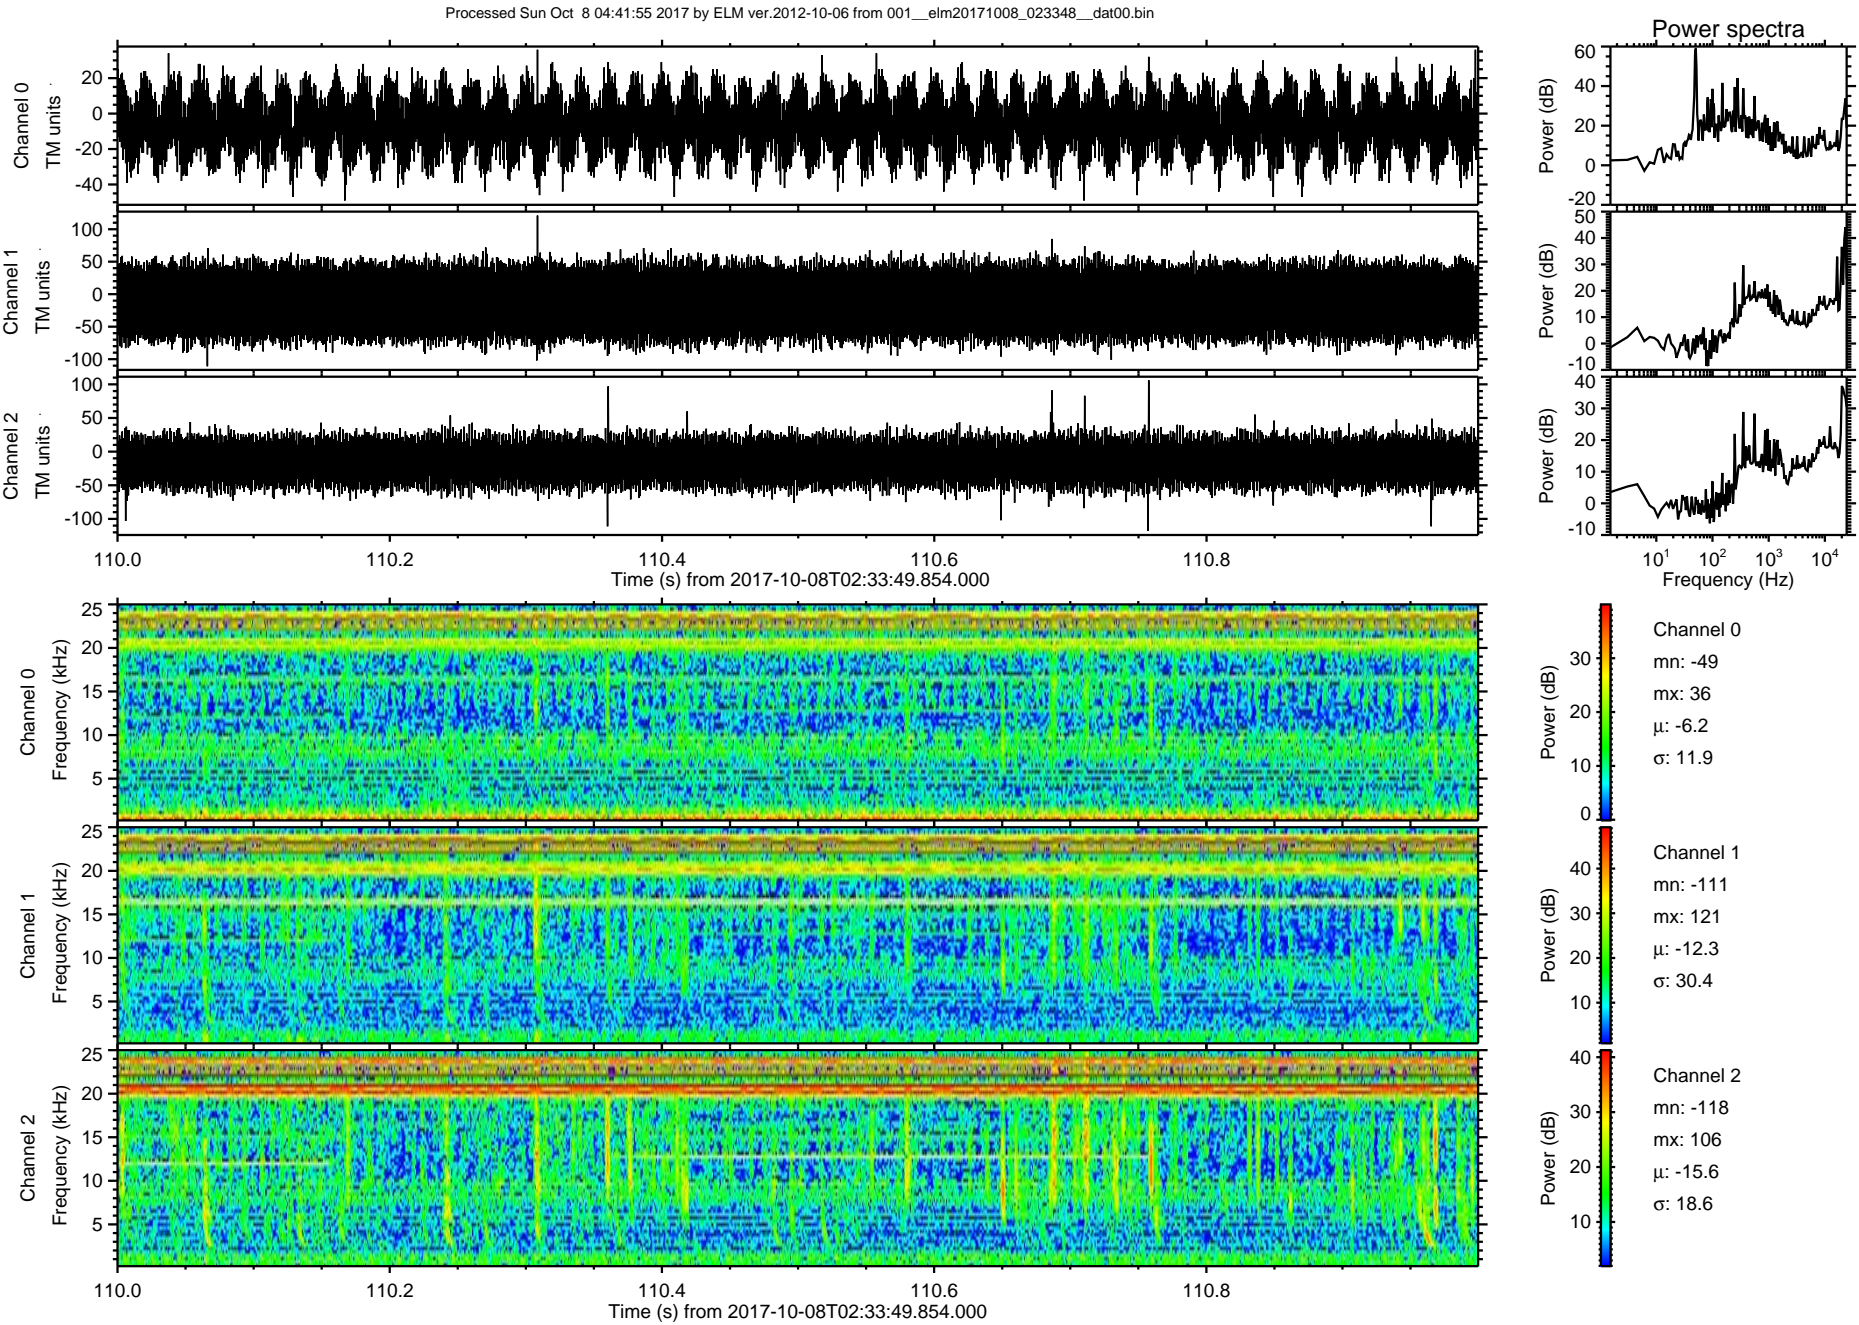 Processed Sun Oct 8 04:41:55 2017 by ELM ver.2012-10-06 from 001__elm20171008_023348__dat00.bin
Power spectra
Channel 0
TM units
20
0
-20
-40
Power (dB)
60
40
20
0
-20
Channel 1
TM units
100
50
0
-50
-100
Power (dB)
50
40
30
20
10
0
-10
Channel 2
TM units
100
50
0
-50
-100
Power (dB)
40
30
20
10
0
-10
110.0 110.2 110.4 110.6 110.8
Time (s) from 2017-10-08T02:33:49.854.000
10¹ 10² 10³ 10⁴
Frequency (Hz)
Channel 0
Frequency (kHz)
25
20
15
10
5
Power (dB)
30
20
10
0
Channel 0
mn: -49
mx: 36
μ: -6.2
σ: 11.9
Channel 1
Frequency (kHz)
25
20
15
10
5
Power (dB)
40
30
20
10
Channel 1
mn: -111
mx: 121
μ: -12.3
σ: 30.4
Channel 2
Frequency (kHz)
25
20
15
10
5
Power (dB)
40
30
20
10
Channel 2
mn: -118
mx: 106
μ: -15.6
σ: 18.6
110.0 110.2 110.4 110.6 110.8
Time (s) from 2017-10-08T02:33:49.854.000